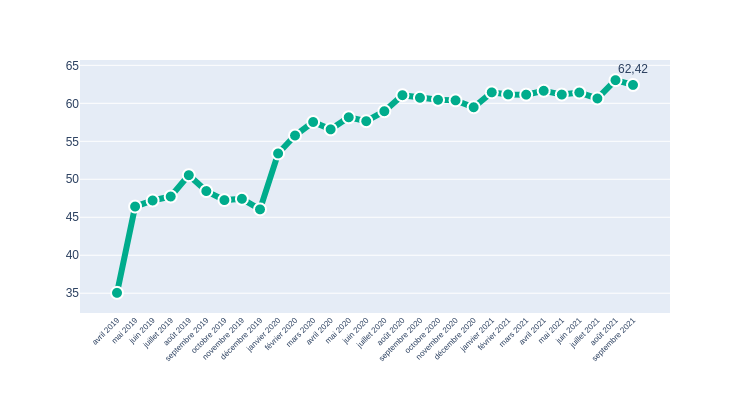 65
60
55
50
45
40
35
62,42
avril 2019
mai 2019
juin 2019
juillet 2019
août 2019
septembre 2019
octobre 2019
novembre 2019
décembre 2019
janvier 2020
février 2020
mars 2020
avril 2020
mai 2020
juin 2020
juillet 2020
août 2020
septembre 2020
octobre 2020
novembre 2020
décembre 2020
janvier 2021
février 2021
mars 2021
avril 2021
mai 2021
juin 2021
juillet 2021
août 2021
septembre 2021